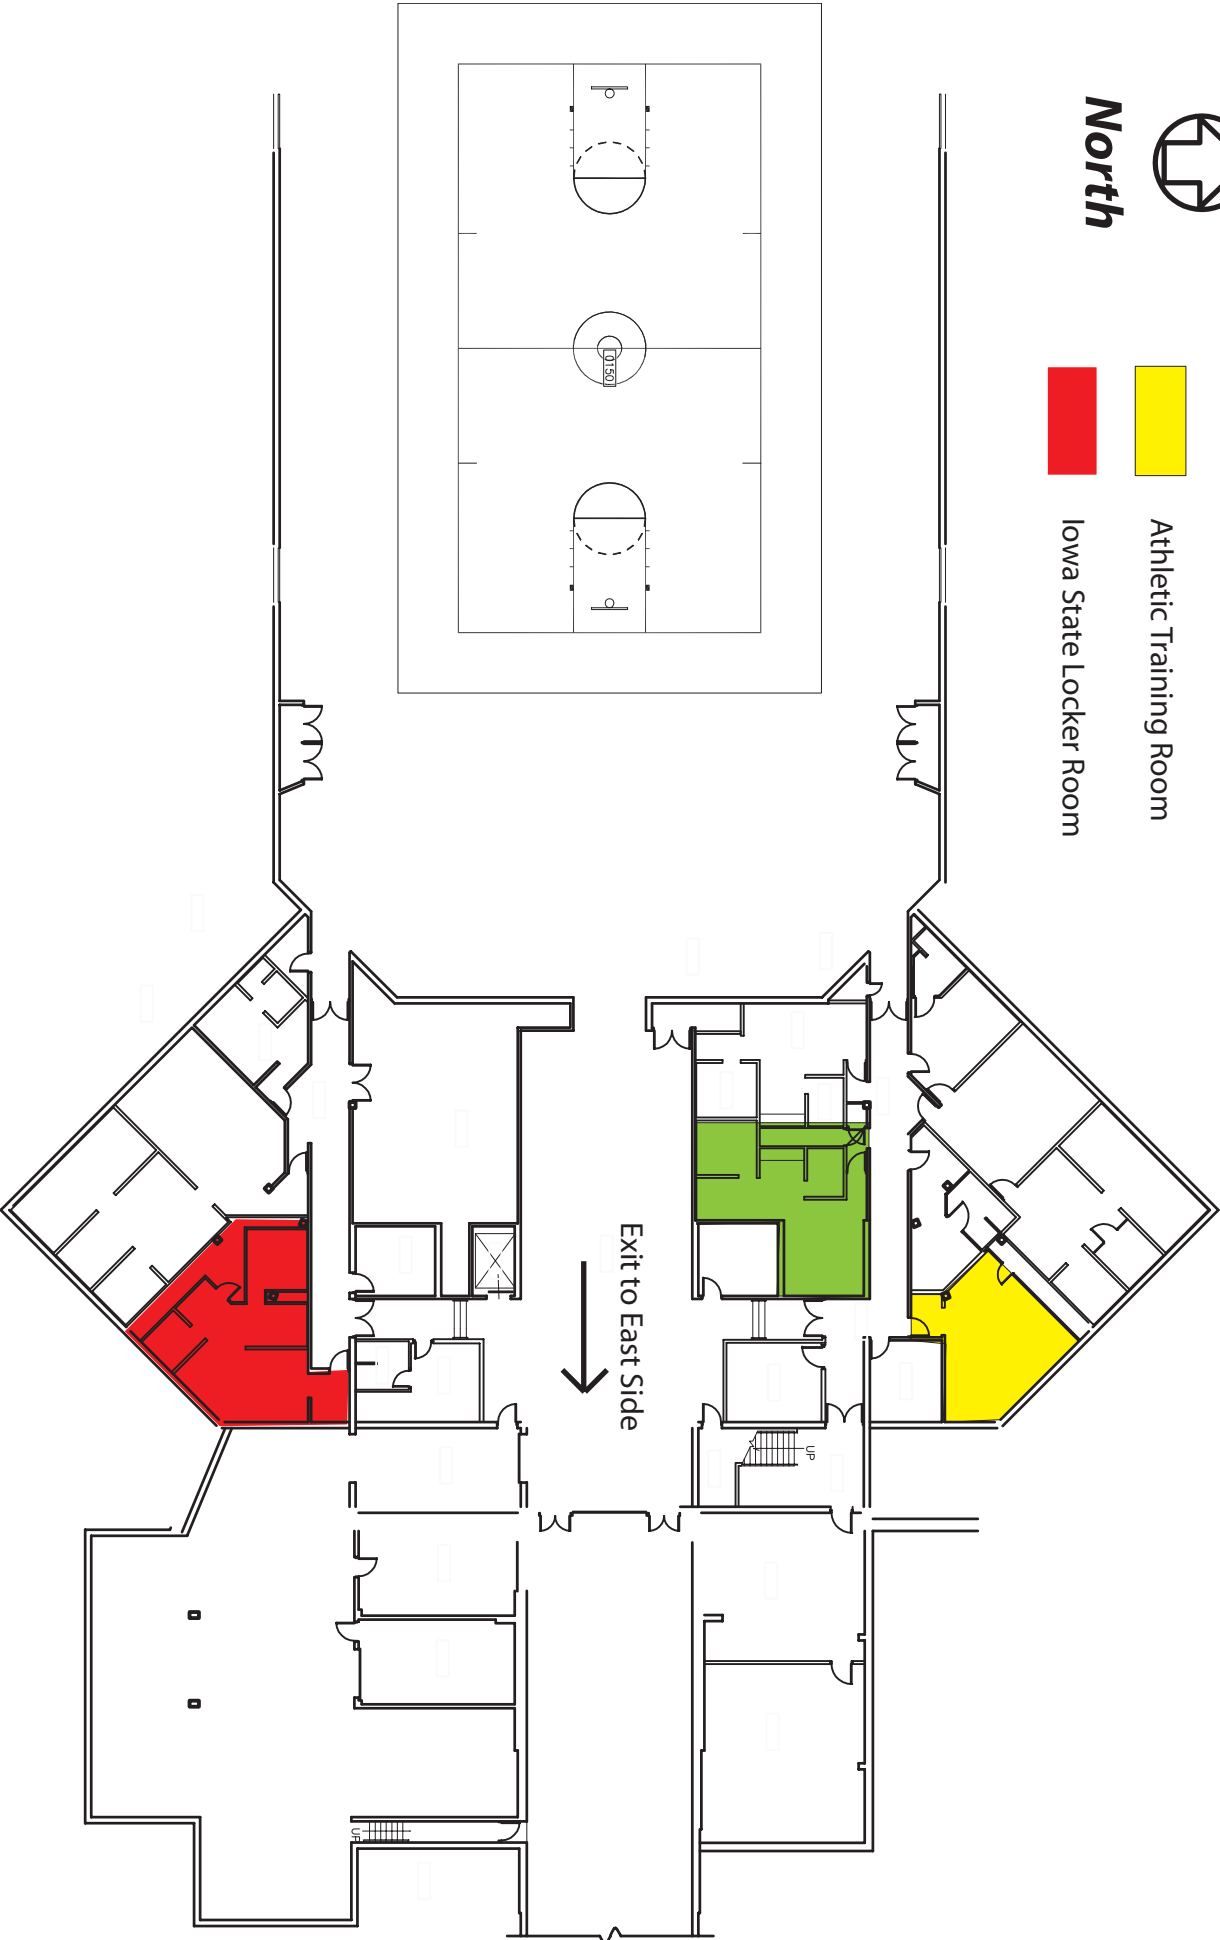 North
Athletic Training Room
Iowa State Locker Room
0150
Exit to East Side
UP
UP